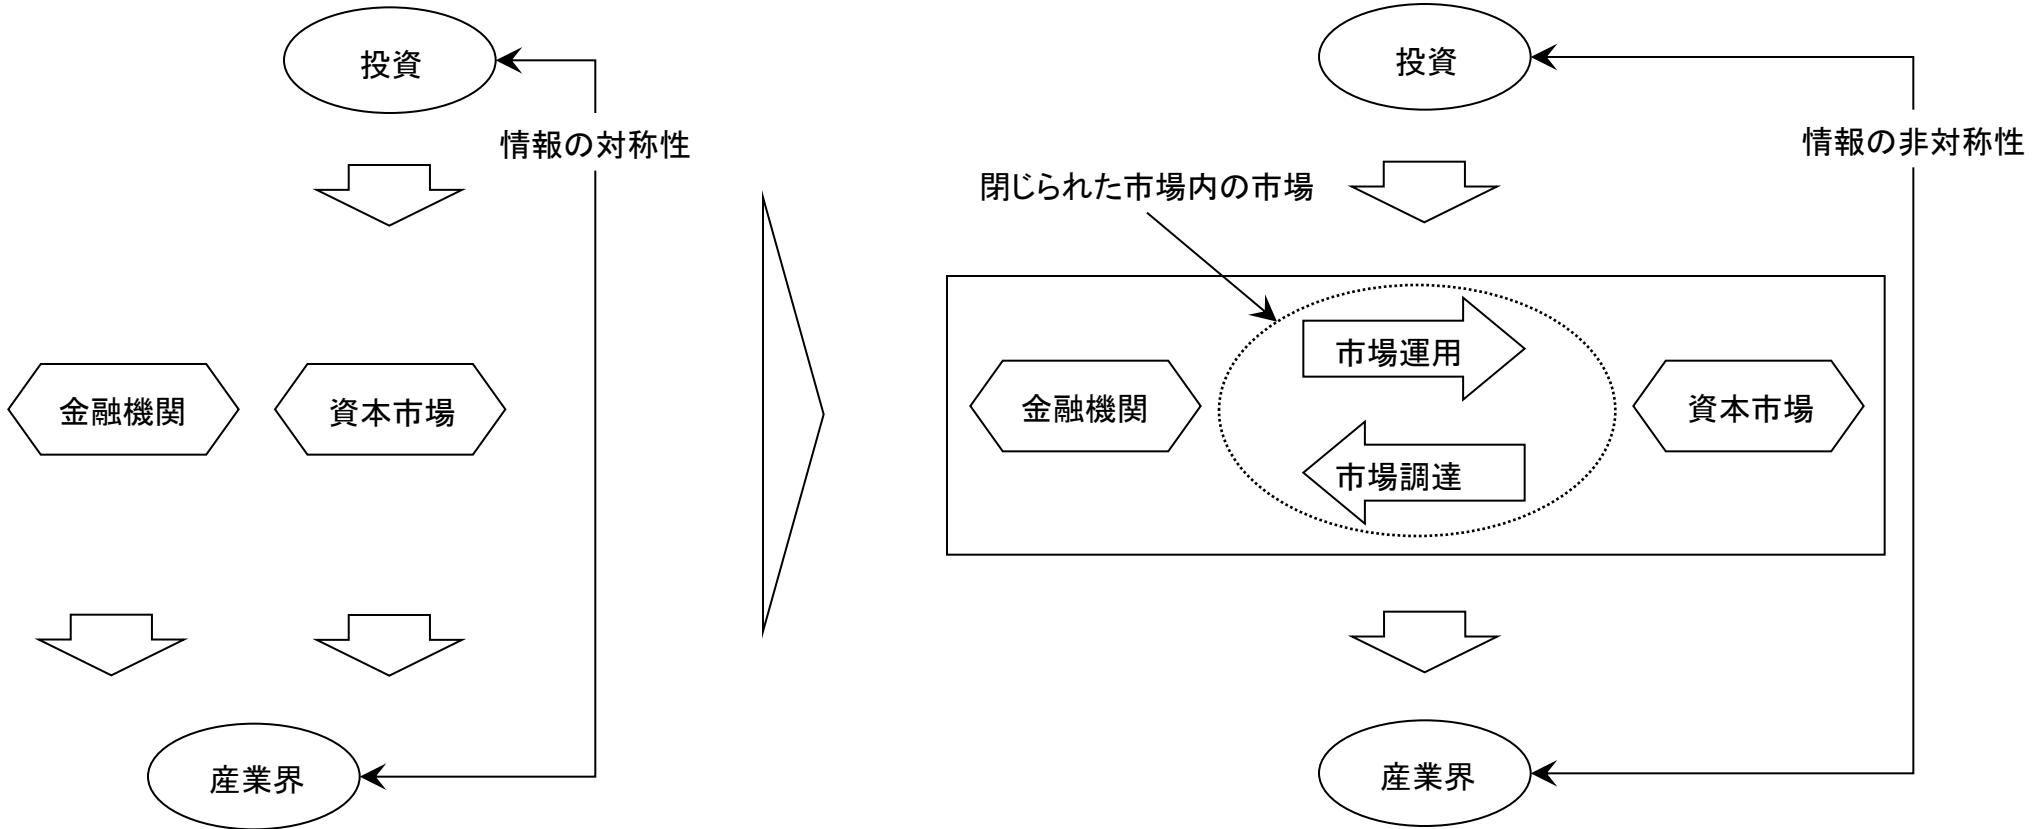 投資
情報の対称性
金融機関
資本市場
産業界
投資
情報の非対称性
閉じられた市場内の市場
市場運用
金融機関
資本市場
市場調達
産業界